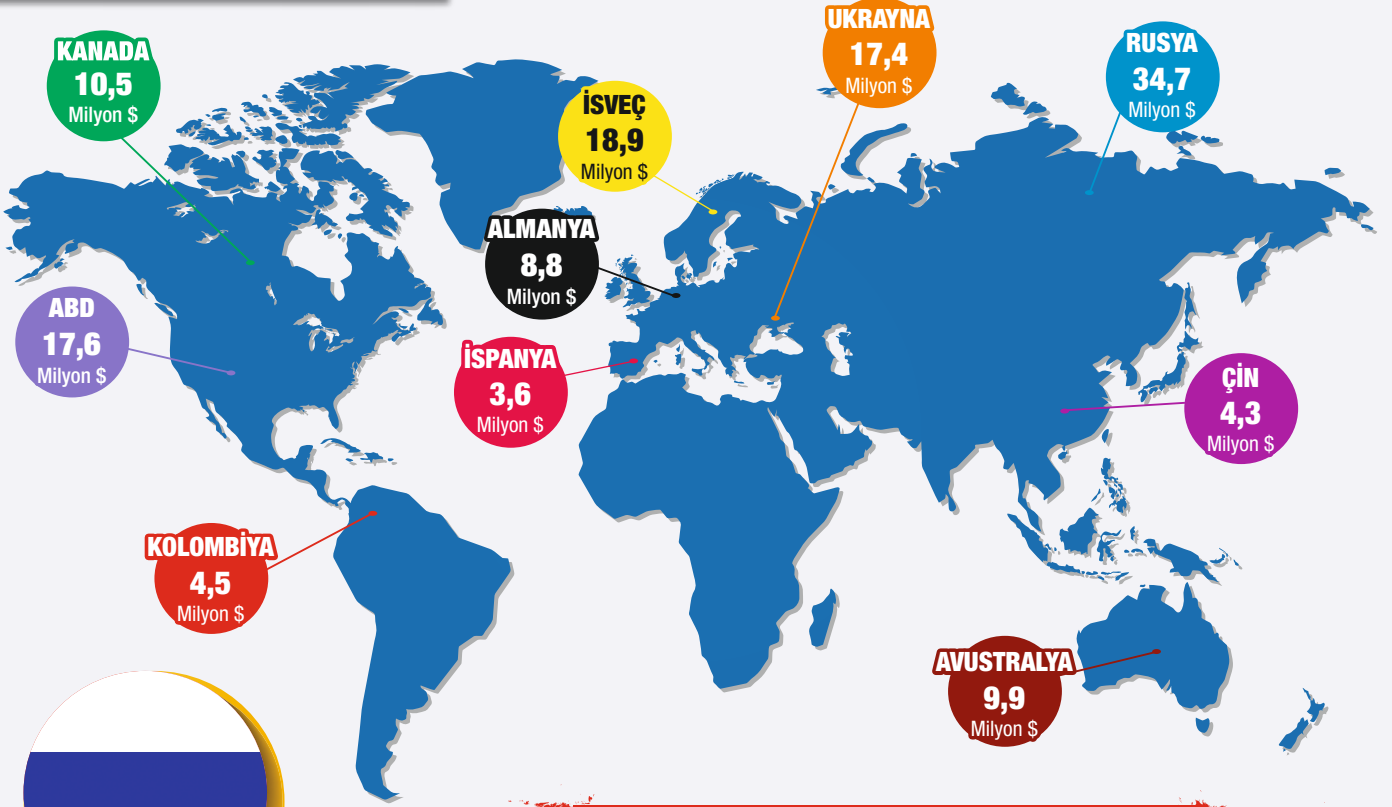 KANADA
10,5
Milyon $
UKRAYNA
17,4
Milyon $
RUSYA
34,7
Milyon $
İSVEÇ
18,9
Milyon $
ALMANYA
8,8
Milyon $
ABD
17,6
Milyon $
İSPANYA
3,6
Milyon $
ÇİN
4,3
Milyon $
KOLOMBİYA
4,5
Milyon $
AVUSTRALYA
9,9
Milyon $